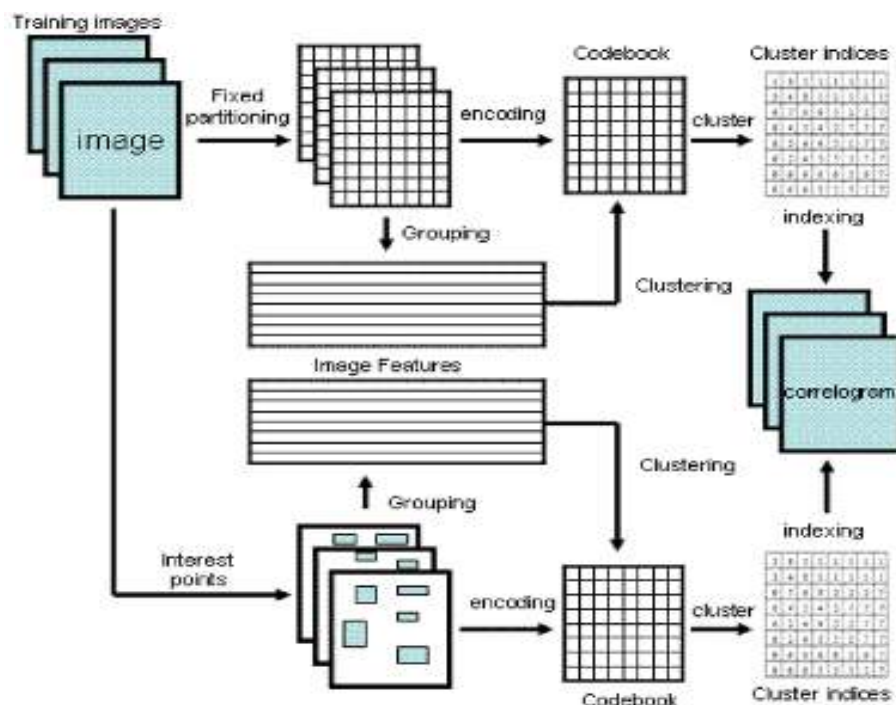 Training images
image
Fixed
partitioning
encoding
Codebook
cluster
Cluster indices
Grouping
Clustering
indexing
Image Features
correlogram
Clustering
Grouping
indexing
Interest
points
encoding
cluster
Codebook
Cluster indices